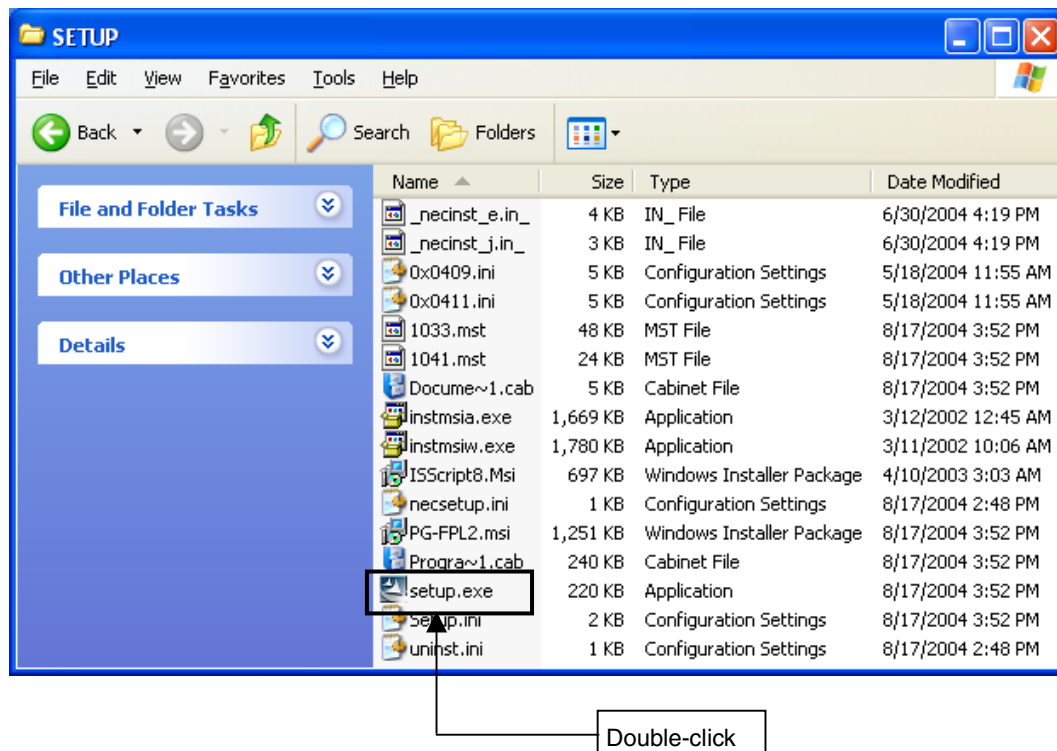 SETUP
File Edit View Favorites Tools Help
Back Search Folders
File and Folder Tasks
Other Places
Details
Name Size Type Date Modified
_necinst_e.in_ 4 KB IN_ File 6/30/2004 4:19 PM
_necinst_j.in_ 3 KB IN_ File 6/30/2004 4:19 PM
0x0409.ini 5 KB Configuration Settings 5/18/2004 11:55 AM
0x0411.ini 5 KB Configuration Settings 5/18/2004 11:55 AM
1033.mst 48 KB MST File 8/17/2004 3:52 PM
1041.mst 24 KB MST File 8/17/2004 3:52 PM
Docume~1.cab 5 KB Cabinet File 8/17/2004 3:52 PM
instmsia.exe 1,669 KB Application 3/12/2002 12:45 AM
instmsiw.exe 1,780 KB Application 3/11/2002 10:06 AM
ISScript8.Msi 697 KB Windows Installer Package 4/10/2003 3:03 AM
necsetup.ini 1 KB Configuration Settings 8/17/2004 2:48 PM
PG-FPL2.msi 1,251 KB Windows Installer Package 8/17/2004 3:52 PM
Progra~1.cab 240 KB Cabinet File 8/17/2004 3:52 PM
setup.exe 220 KB Application 8/17/2004 3:52 PM
Setup.ini 2 KB Configuration Settings 8/17/2004 3:52 PM
uninst.ini 1 KB Configuration Settings 8/17/2004 2:48 PM
Double-click